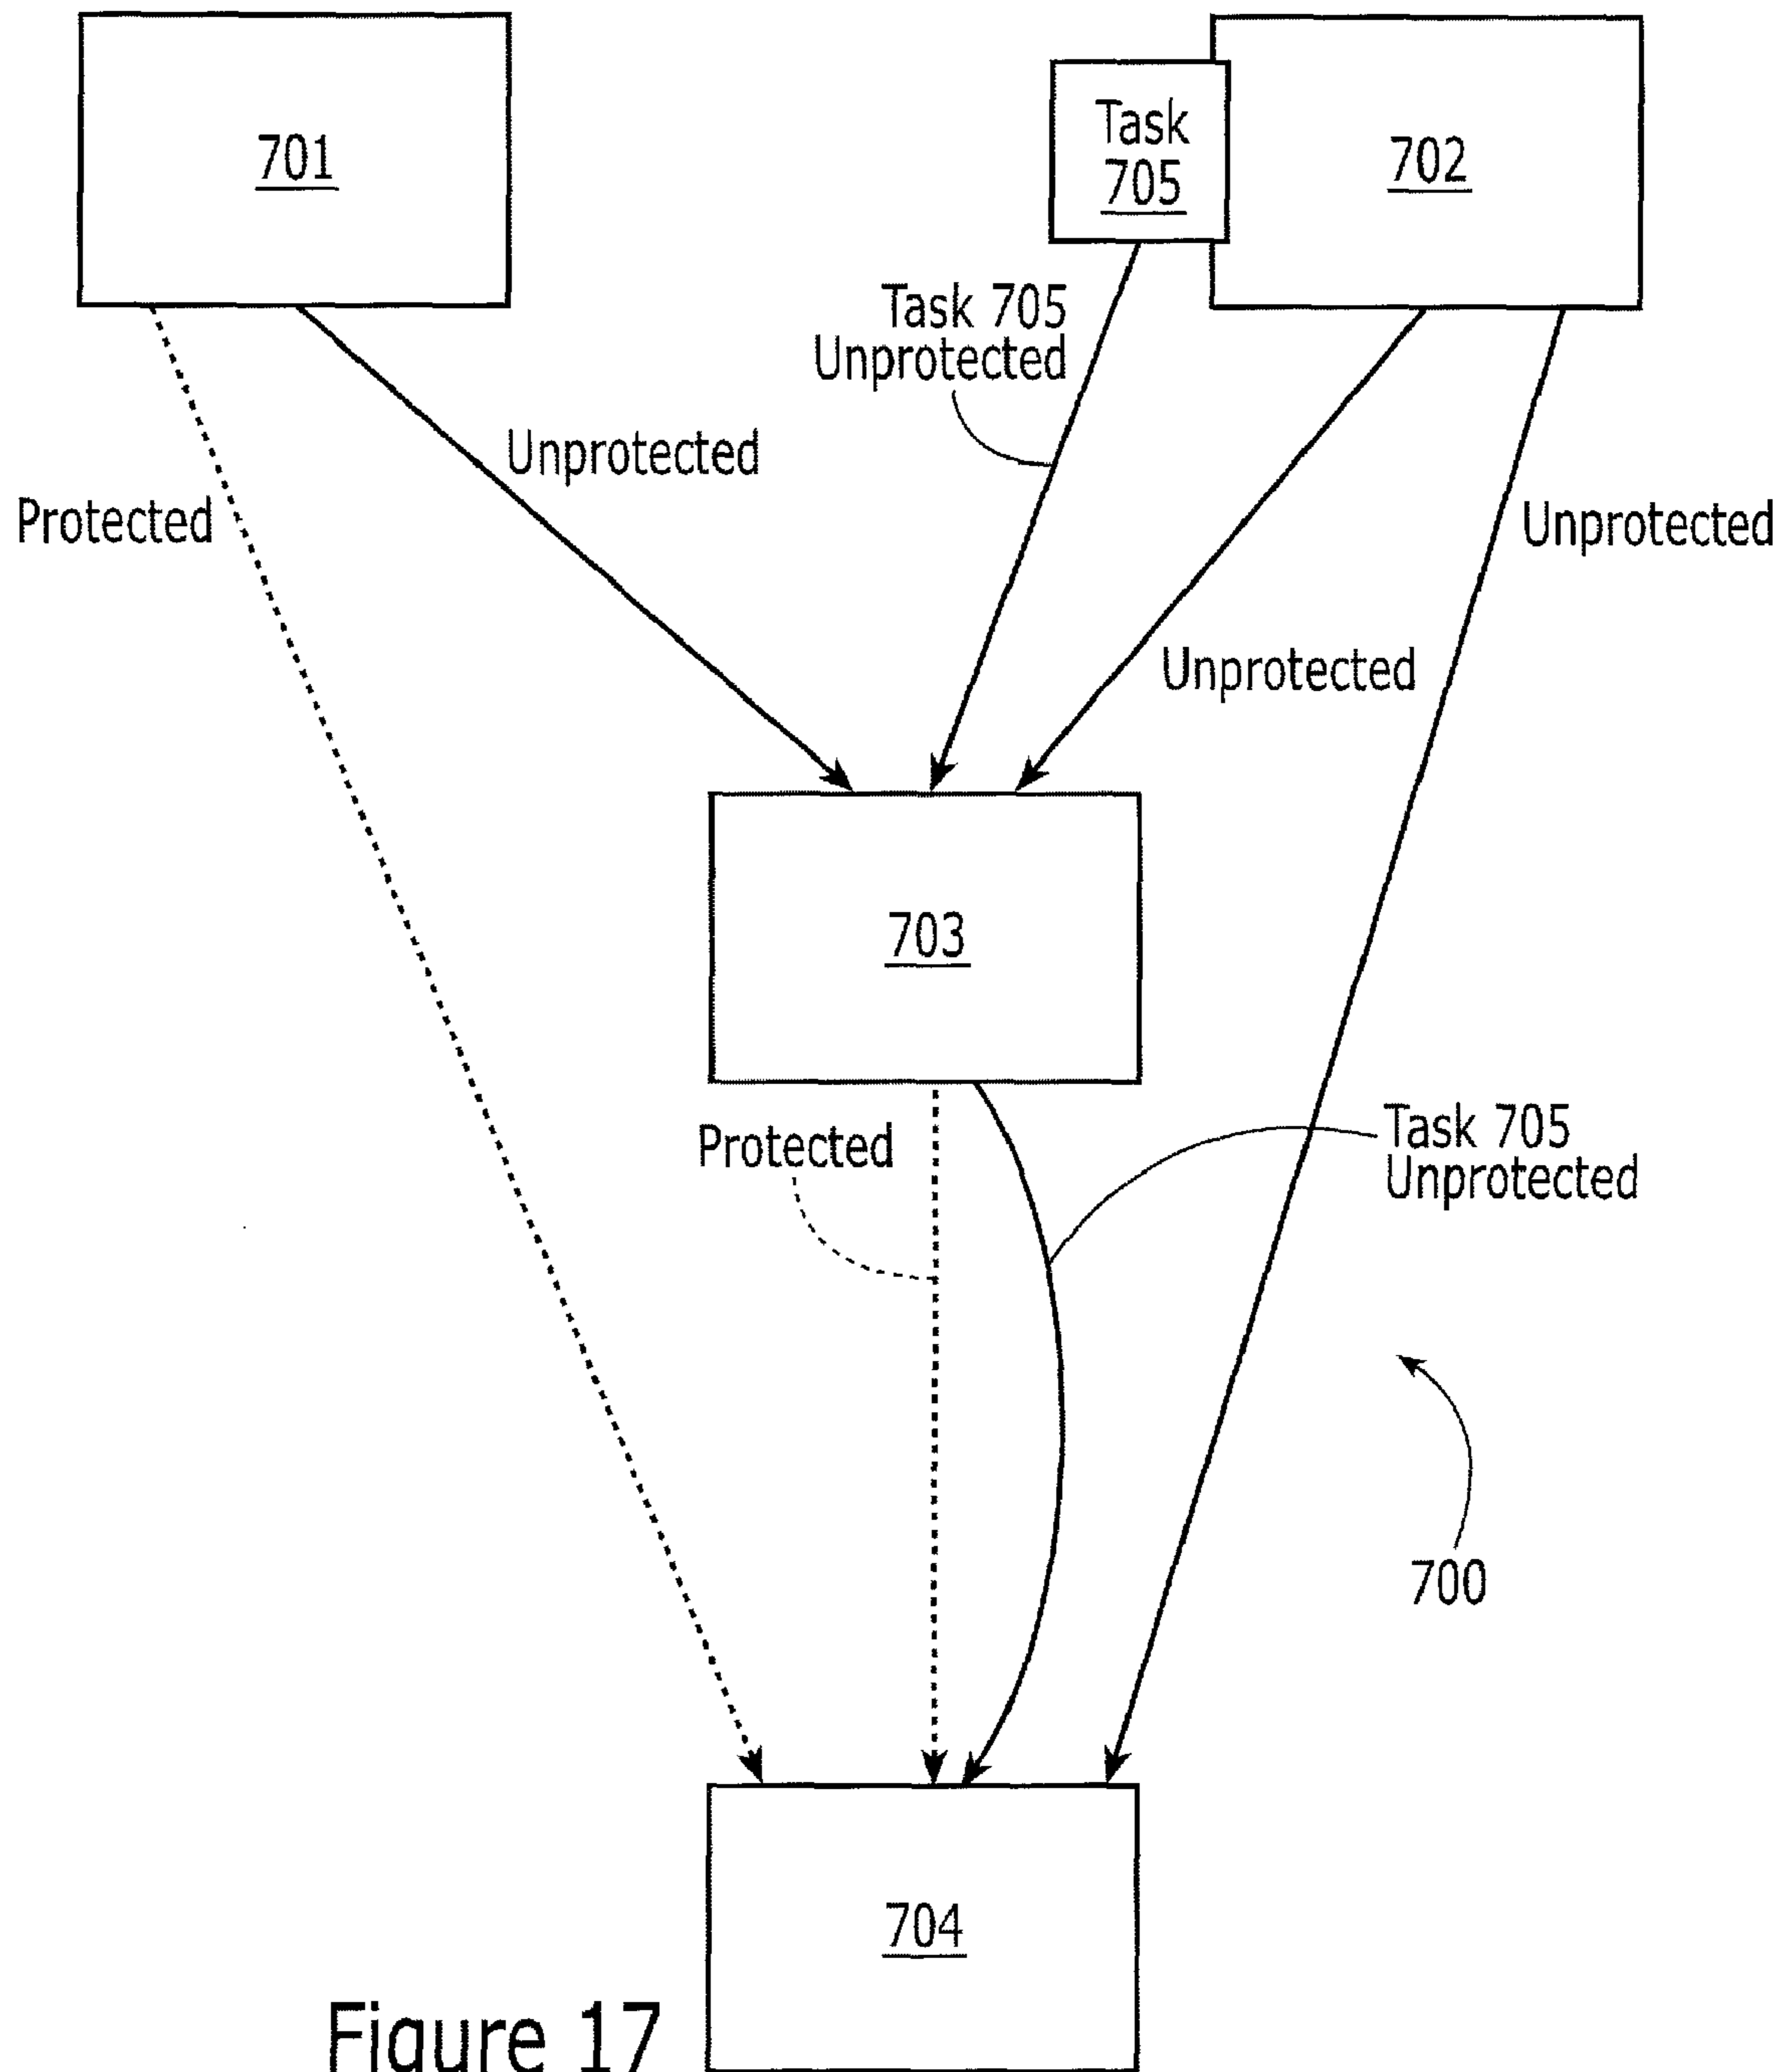 701
Task
705
702
Task 705
Unprotected
Unprotected
Protected
Unprotected
Unprotected
703
Protected
Task 705
Unprotected
700
704
Figure 17